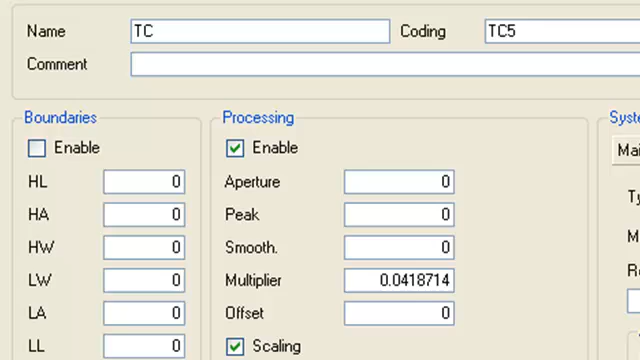 Name TC Coding TC5
Comment
Boundaries Processing
Enable Enable
HL 0 Aperture 0
HA 0 Peak 0
HW 0 Smooth. 0
LW 0 Multiplier 0.0418714
LA 0 Offset 0
LL 0 Scaling